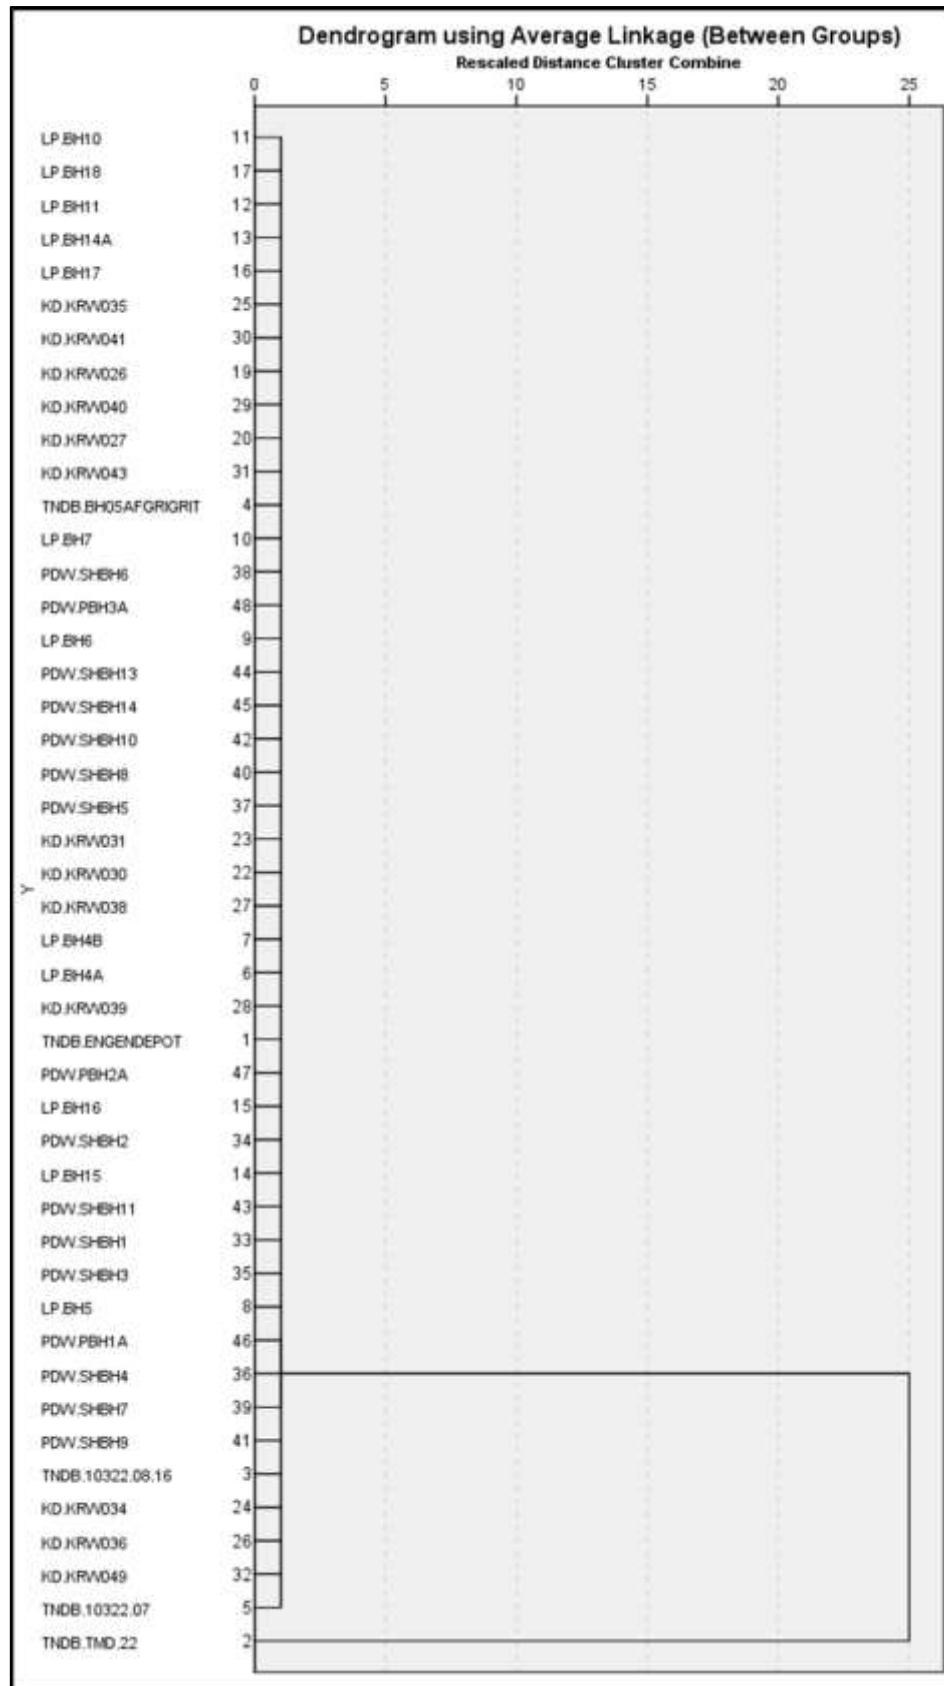 Dendrogram using Average Linkage (Between Groups)
Rescaled Distance Cluster Combine
0 5 10 15 20 25
LP.BH10 11
LP.BH18 17
LP.BH11 12
LP.BH14A 13
LP.BH17 16
KD.KRW035 25
KD.KRW041 30
KD.KRW026 19
KD.KRW040 29
KD.KRW027 20
KD.KRW043 31
TNDB.BH05AFGRIGRIT 4
LP.BH7 10
PDW.SHBH6 38
PDW.PBH3A 48
LP.BH6 9
PDW.SHBH13 44
PDW.SHBH14 45
PDW.SHBH10 42
PDW.SHBH8 40
PDW.SHBH5 37
KD.KRW031 23
KD.KRW030 22
Y
KD.KRW038 27
LP.BH4B 7
LP.BH4A 6
KD.KRW039 28
TNDB.ENGENDEPOT 1
PDW.PBH2A 47
LP.BH16 15
PDW.SHBH2 34
LP.BH15 14
PDW.SHBH11 43
PDW.SHBH1 33
PDW.SHBH3 35
LP.BH5 8
PDW.PBH1A 46
PDW.SHBH4 36
PDW.SHBH7 39
PDW.SHBH9 41
TNDB.10322.08.16 3
KD.KRW034 24
KD.KRW036 26
KD.KRW049 32
TNDB.10322.07 5
TNDB.TMD.22 2